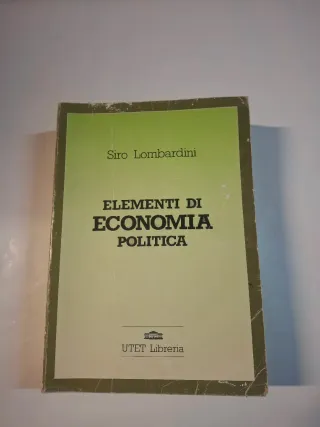 Siro Lombardini
ELEMENTI DI
ECONOMIA
POLITICA
UTET Libreria